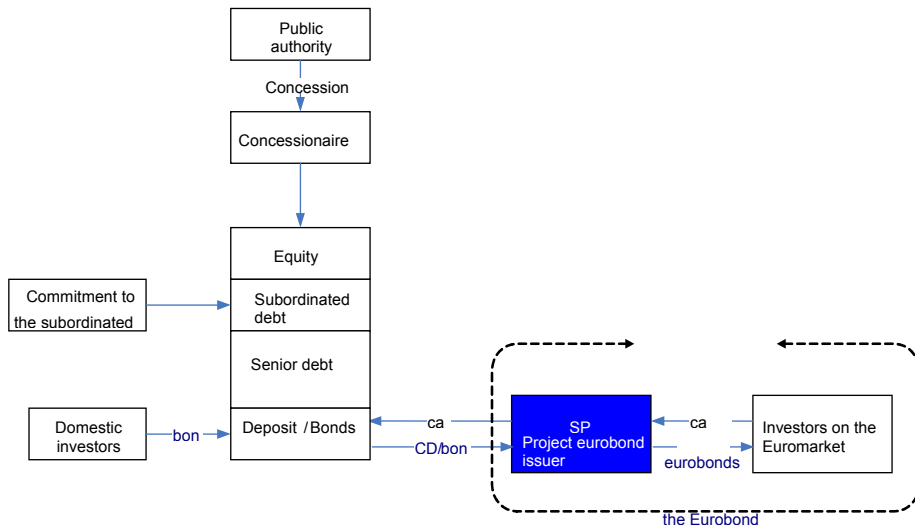 Public
authority
Concession
Concessionaire
Equity
Commitment to
the subordinated
Subordinated
debt
Senior debt
Domestic
investors
bon
Deposit / Bonds
ca
CD/bon
SP
Project eurobond
issuer
ca
eurobonds
Investors on the
Euromarket
the Eurobond